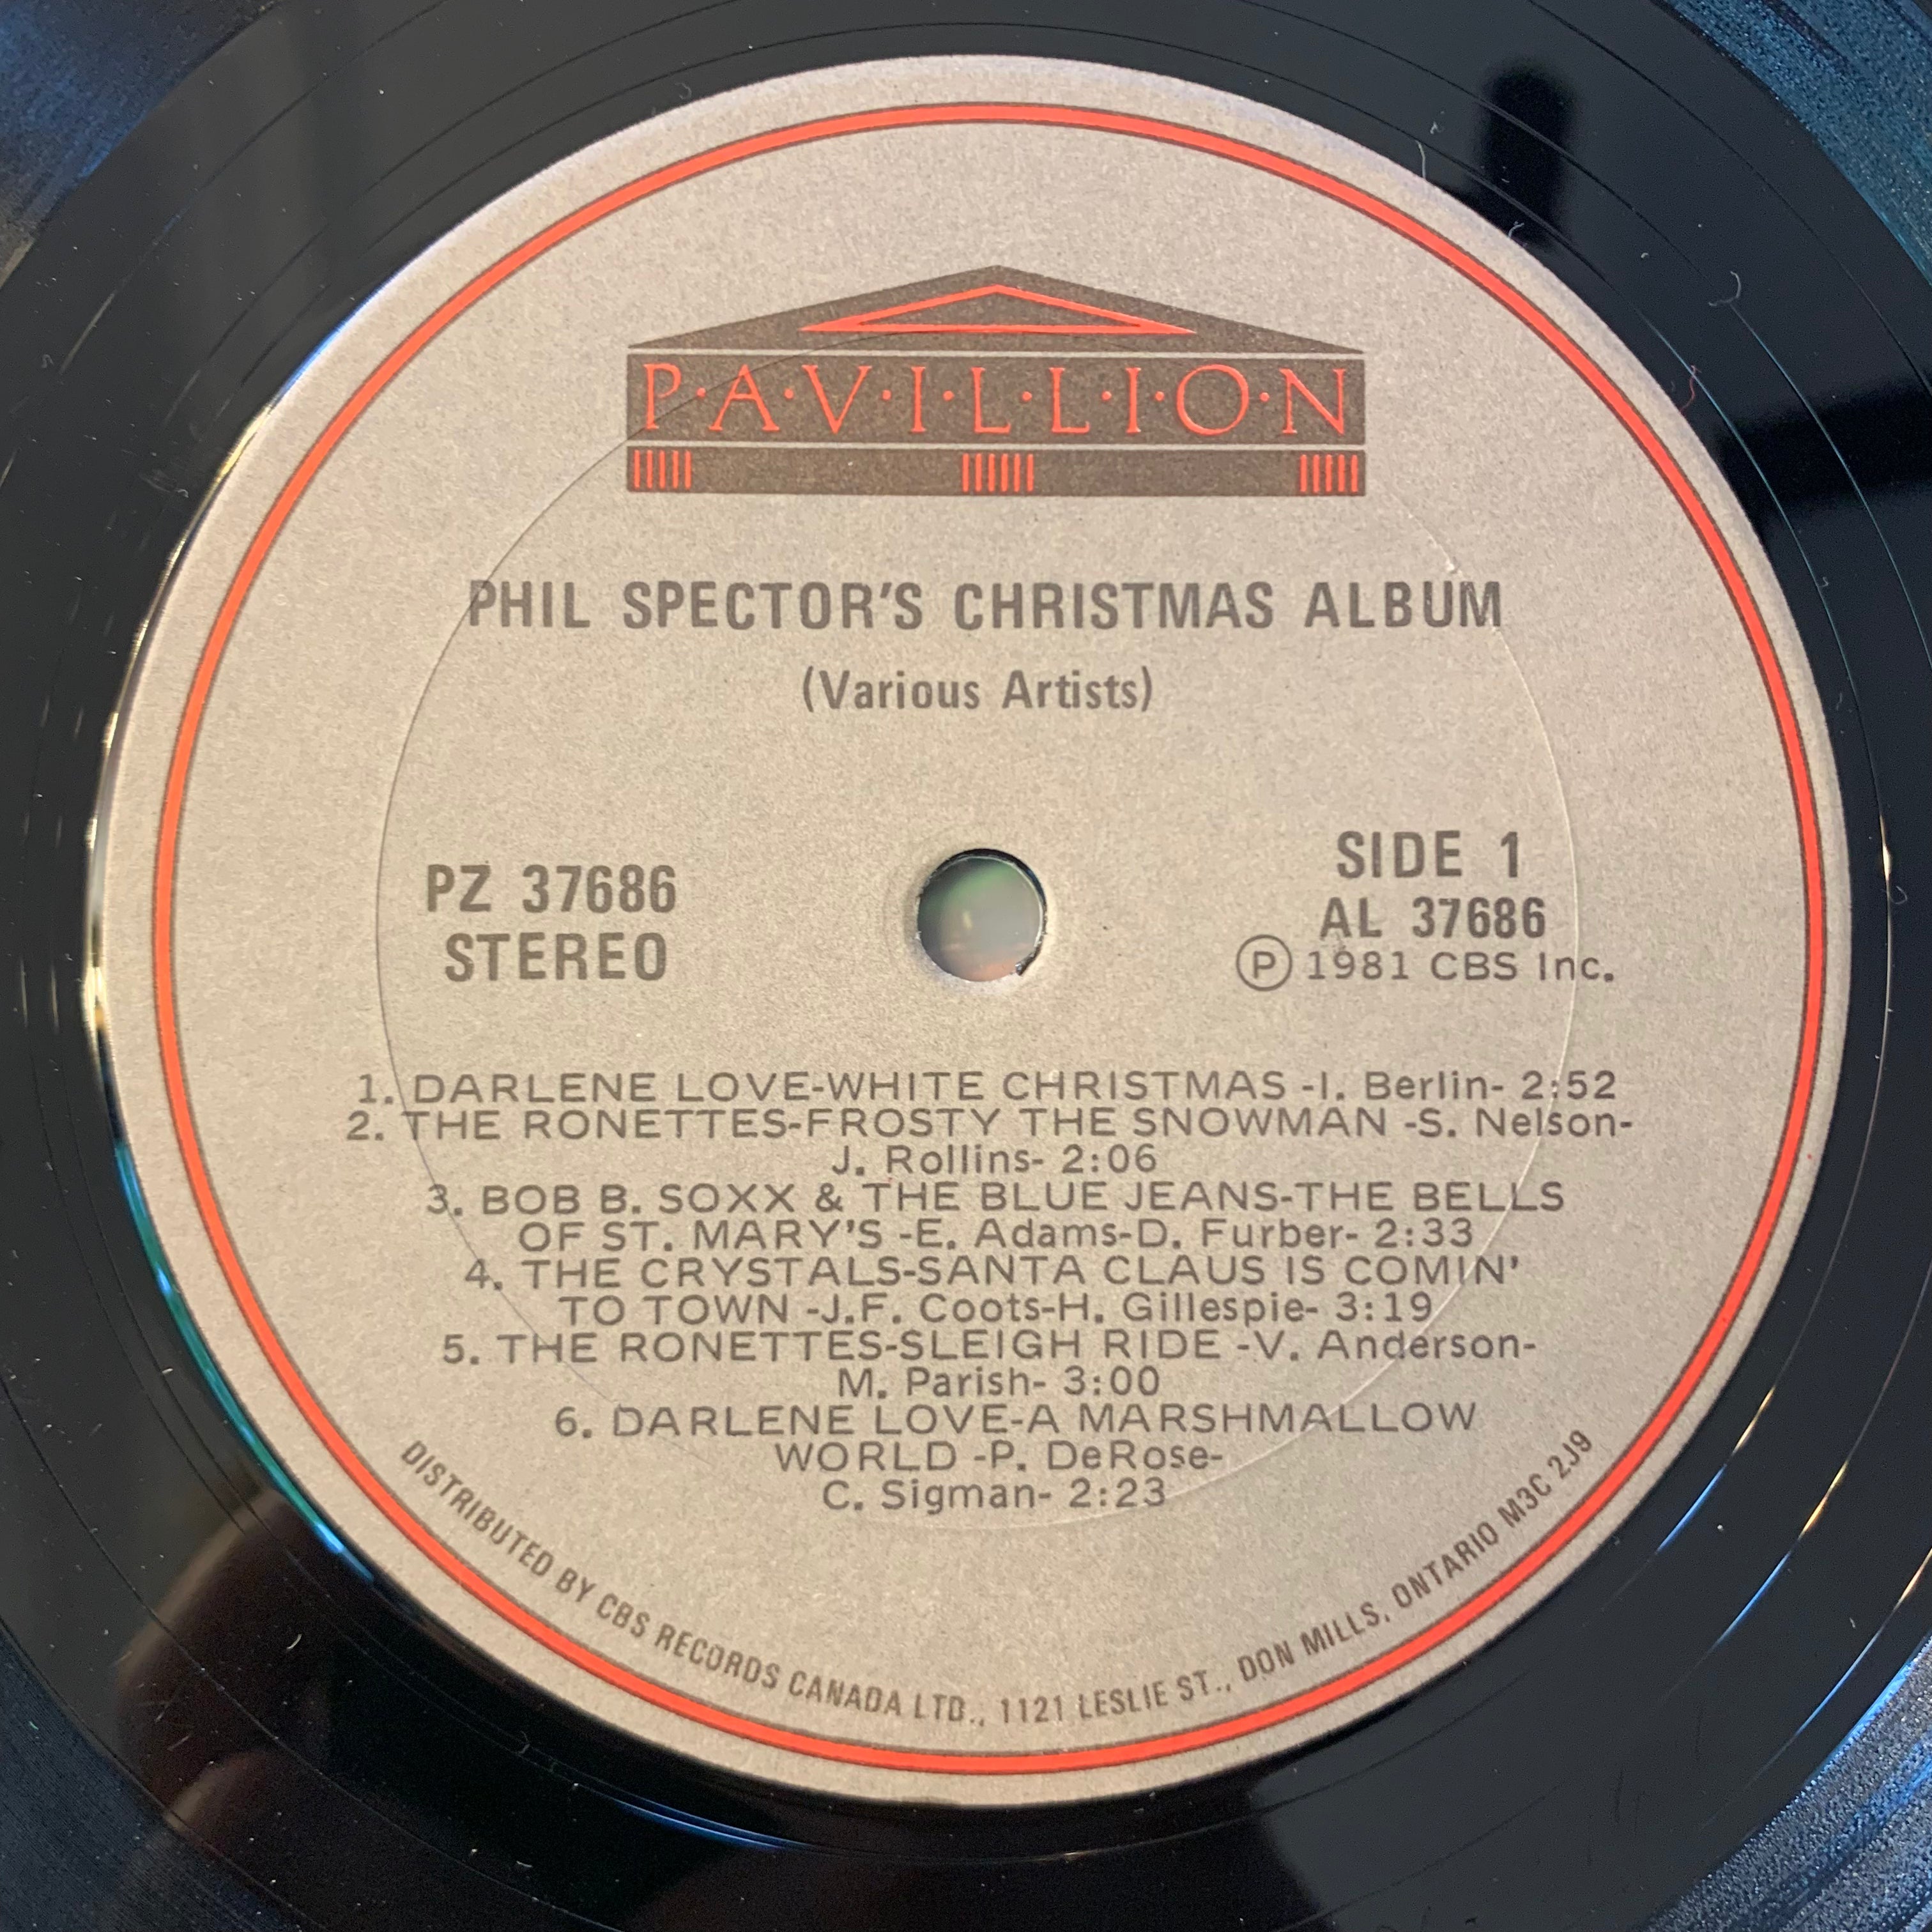 P·A·V·I·L·L·I·O·N
PHIL SPECTOR'S CHRISTMAS ALBUM
(Various Artists)
PZ 37686
STEREO
SIDE 1
AL 37686
Ⓟ 1981 CBS Inc.
1. DARLENE LOVE-WHITE CHRISTMAS -I. Berlin- 2:52
2. THE RONETTES-FROSTY THE SNOWMAN -S. Nelson-
J. Rollins- 2:06
3. BOB B. SOXX & THE BLUE JEANS-THE BELLS
OF ST. MARY'S -E. Adams-D. Furber- 2:33
4. THE CRYSTALS-SANTA CLAUS IS COMIN'
TO TOWN -J.F. Coots-H. Gillespie- 3:19
5. THE RONETTES-SLEIGH RIDE -V. Anderson-
M. Parish- 3:00
6. DARLENE LOVE-A MARSHMALLOW
WORLD -P. DeRose-
C. Sigman- 2:23
DISTRIBUTED BY CBS RECORDS CANADA LTD., 1121 LESLIE ST., DON MILLS, ONTARIO M3C 2J9